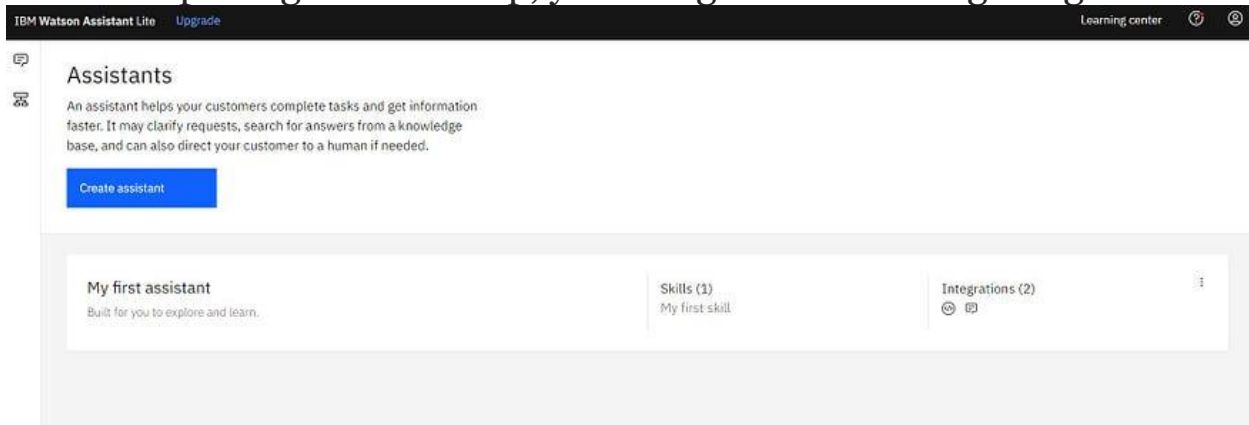 IBM Watson Assistant Lite Upgrade Learning center
Assistants
An assistant helps your customers complete tasks and get information
faster. It may clarify requests, search for answers from a knowledge
base, and can also direct your customer to a human if needed.
Create assistant
My first assistant Skills (1) Integrations (2)
Built for you to explore and learn. My first skill